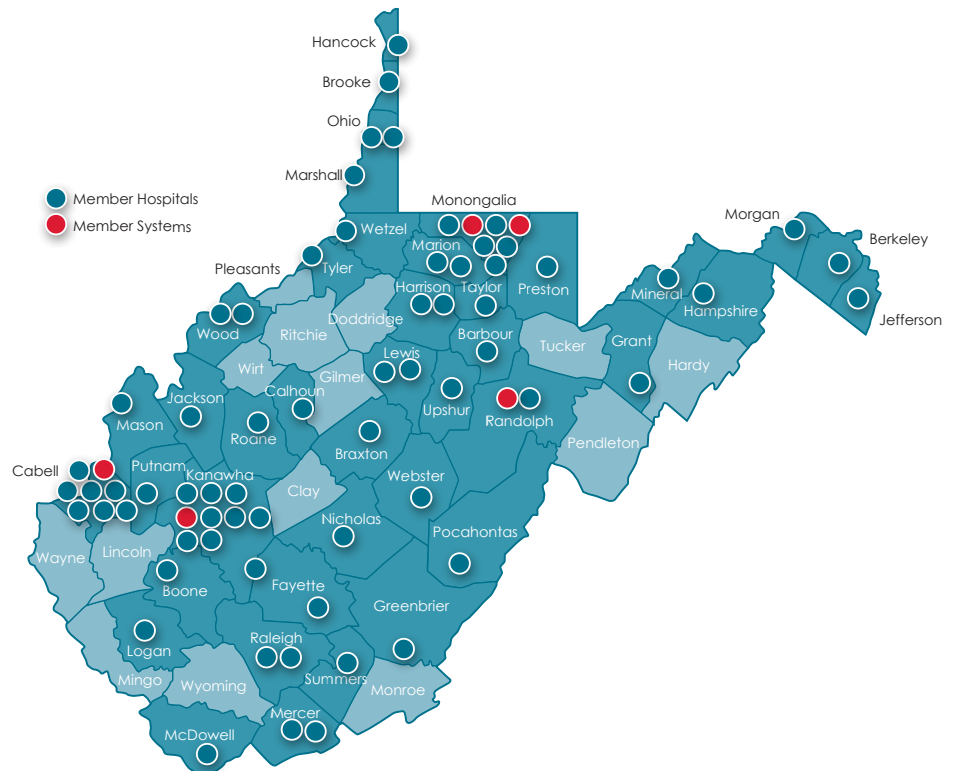 Hancock
Brooke
Ohio
Marshall
Member Hospitals
Member Systems
Monongalia
Morgan
Wetzel
Marion
Berkeley
Pleasants
Tyler
Harrison
Taylor
Preston
Mineral
Hampshire
Jefferson
Wood
Ritchie
Doddridge
Barbour
Tucker
Grant
Hardy
Wirt
Gilmer
Lewis
Calhoun
Jackson
Mason
Roane
Upshur
Randolph
Braxton
Pendleton
Cabell
Putnam
Kanawha
Clay
Webster
Nicholas
Pocahontas
Wayne
Lincoln
Boone
Fayette
Greenbrier
Logan
Raleigh
Mingo
Wyoming
Summers
Monroe
Mercer
McDowell